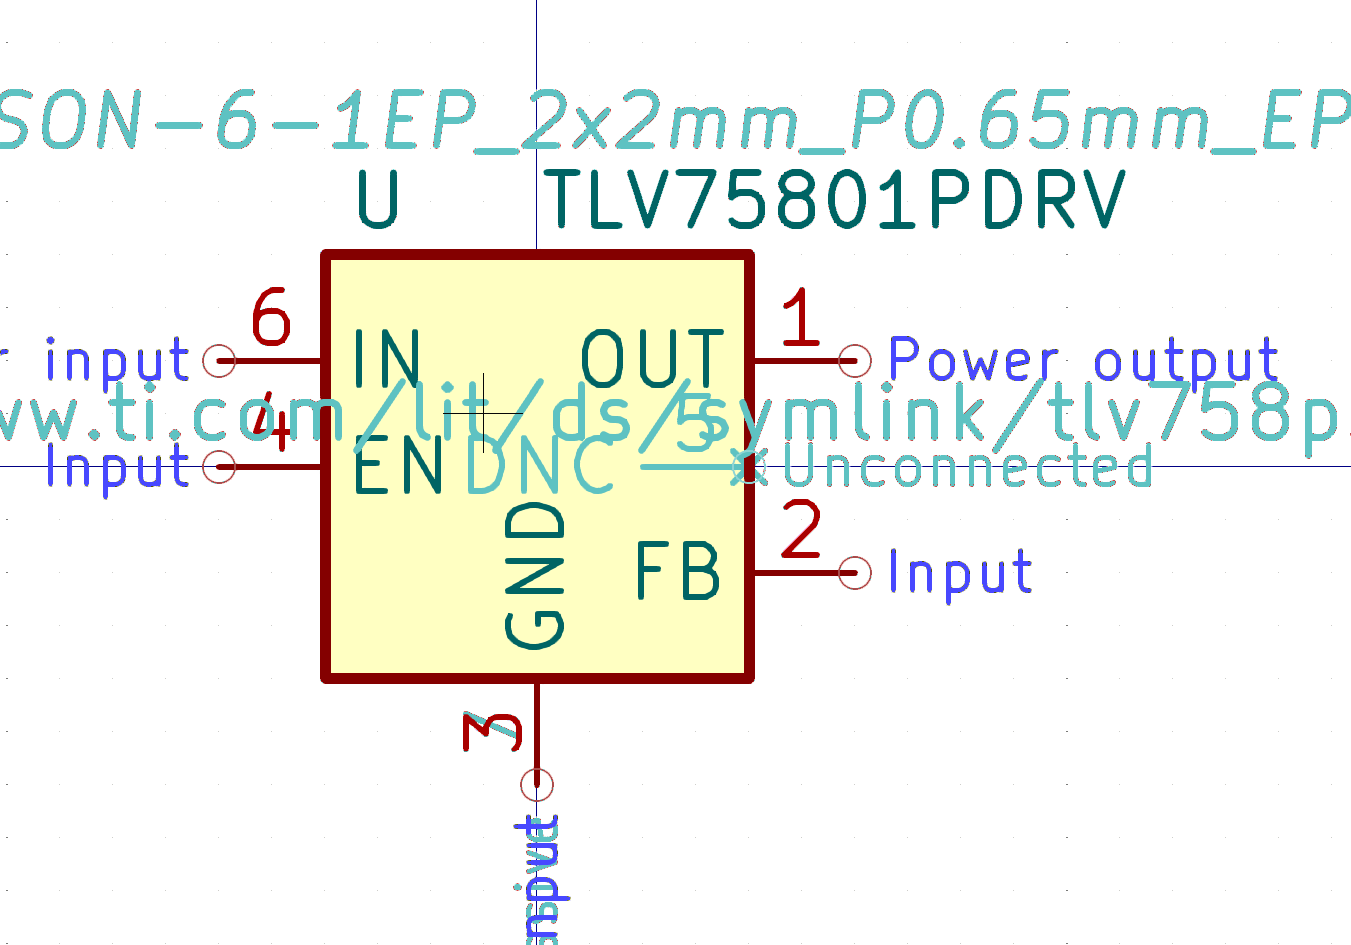 SON-6-1EP_2x2mm_P0.65mm_EP
U TLV75801PDRV
6 1
r input IN OUT Power output
ww.ti.com/lit/ds/symlink/tlv758p.
4 5
Input EN DNC Unconnected
2
GND FB Input
3
nput